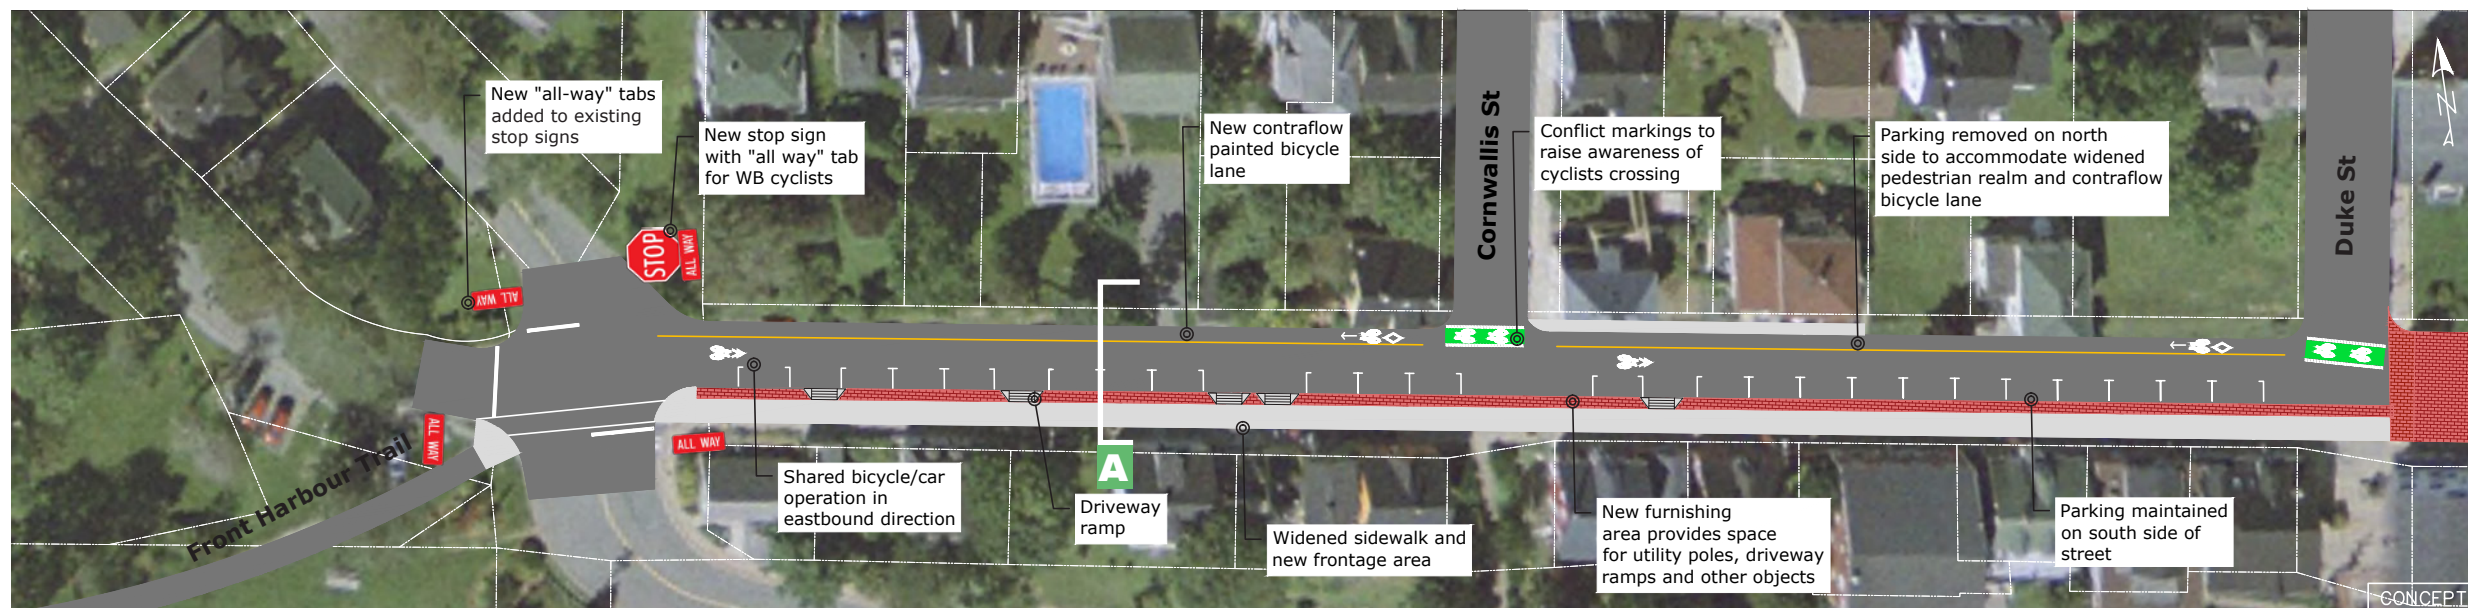 New "all-way" tabs
added to existing
stop signs
New stop sign
with "all way" tab
for WB cyclists
New contraflow
painted bicycle
lane
Cornwallis St
Conflict markings to
raise awareness of
cyclists crossing
Parking removed on north
side to accommodate widened
pedestrian realm and contraflow
bicycle lane
Duke St
N
STOP
ALL WAY
ALL WAY
ALL WAY
ALL WAY
Front Harbour Trail
Shared bicycle/car
operation in
eastbound direction
A
Driveway
ramp
Widened sidewalk and
new frontage area
New furnishing
area provides space
for utility poles, driveway
ramps and other objects
Parking maintained
on south side of
street
CONCEPT